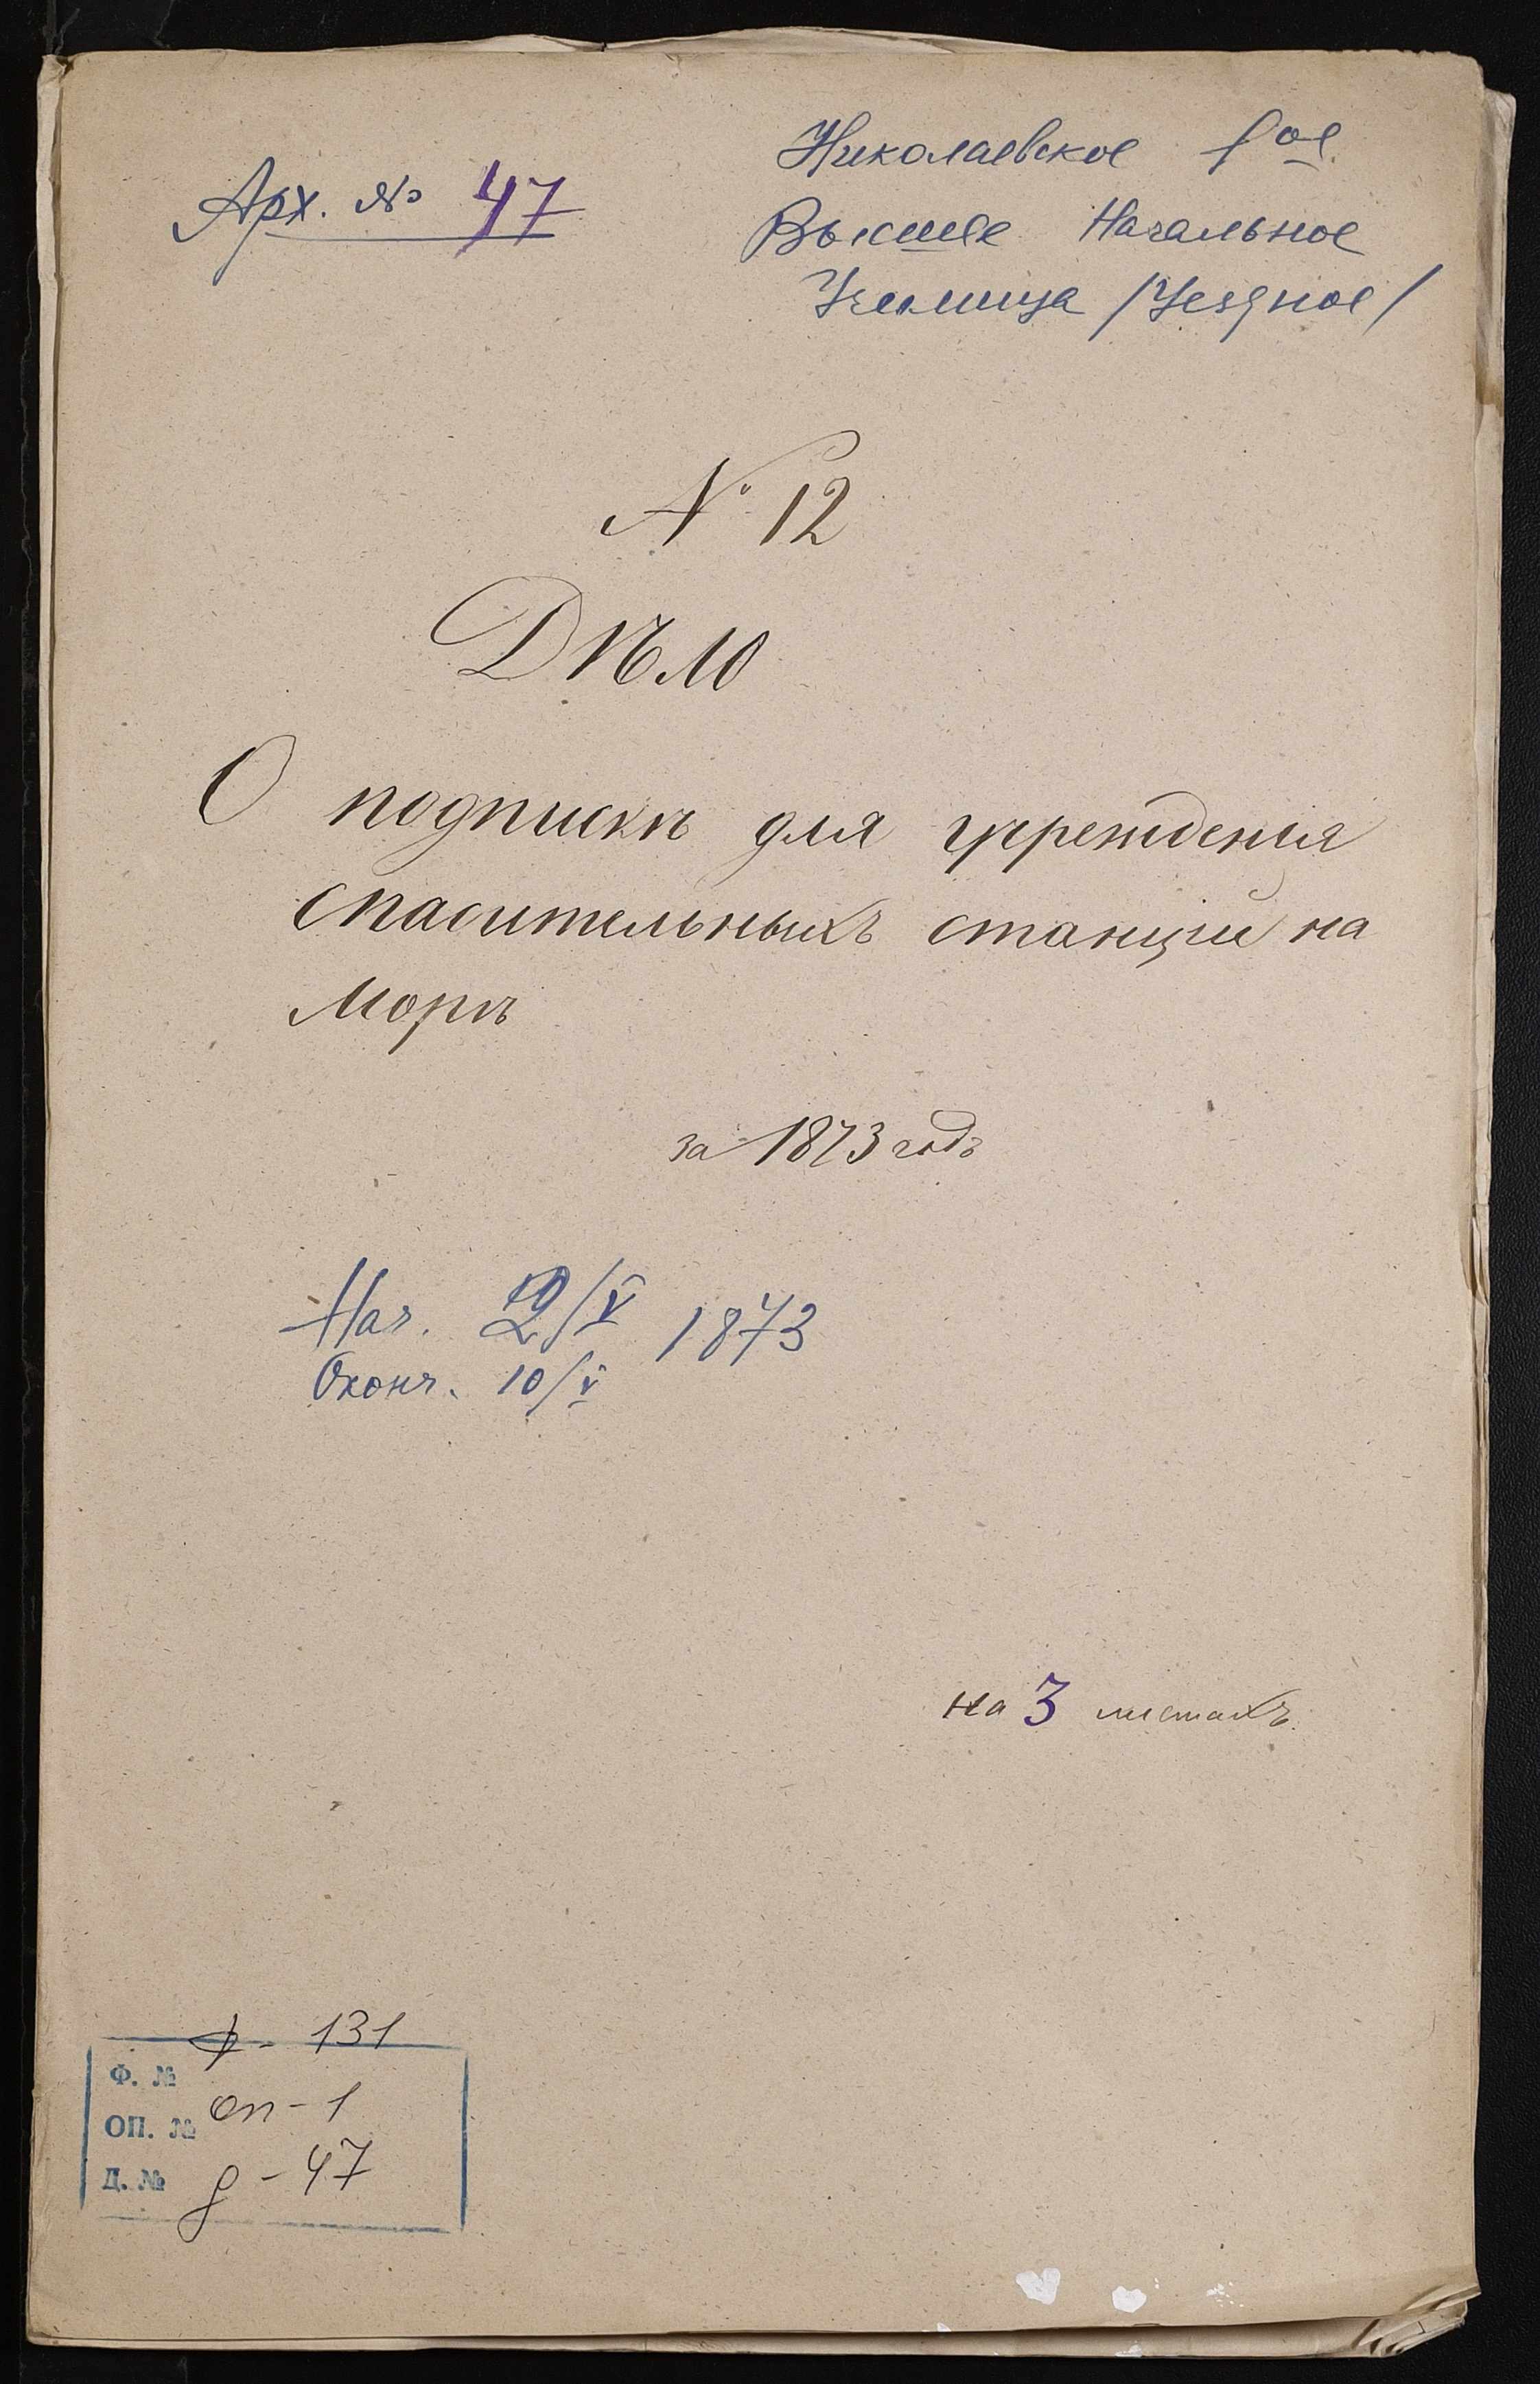 Арх. № 47
Николаевское 1ое
Высшее Начальное
Училище /Уездное/
№ 12
Дѣло
О подпискѣ для учрежденія
спасительныхъ станцій на
морѣ
за 1873 годъ
Нач. 2/V 1873
Оконч. 10/V
на 3 листахъ
ф - 131
Ф. №
оп - 1
ОП. №
д - 47
Д. №